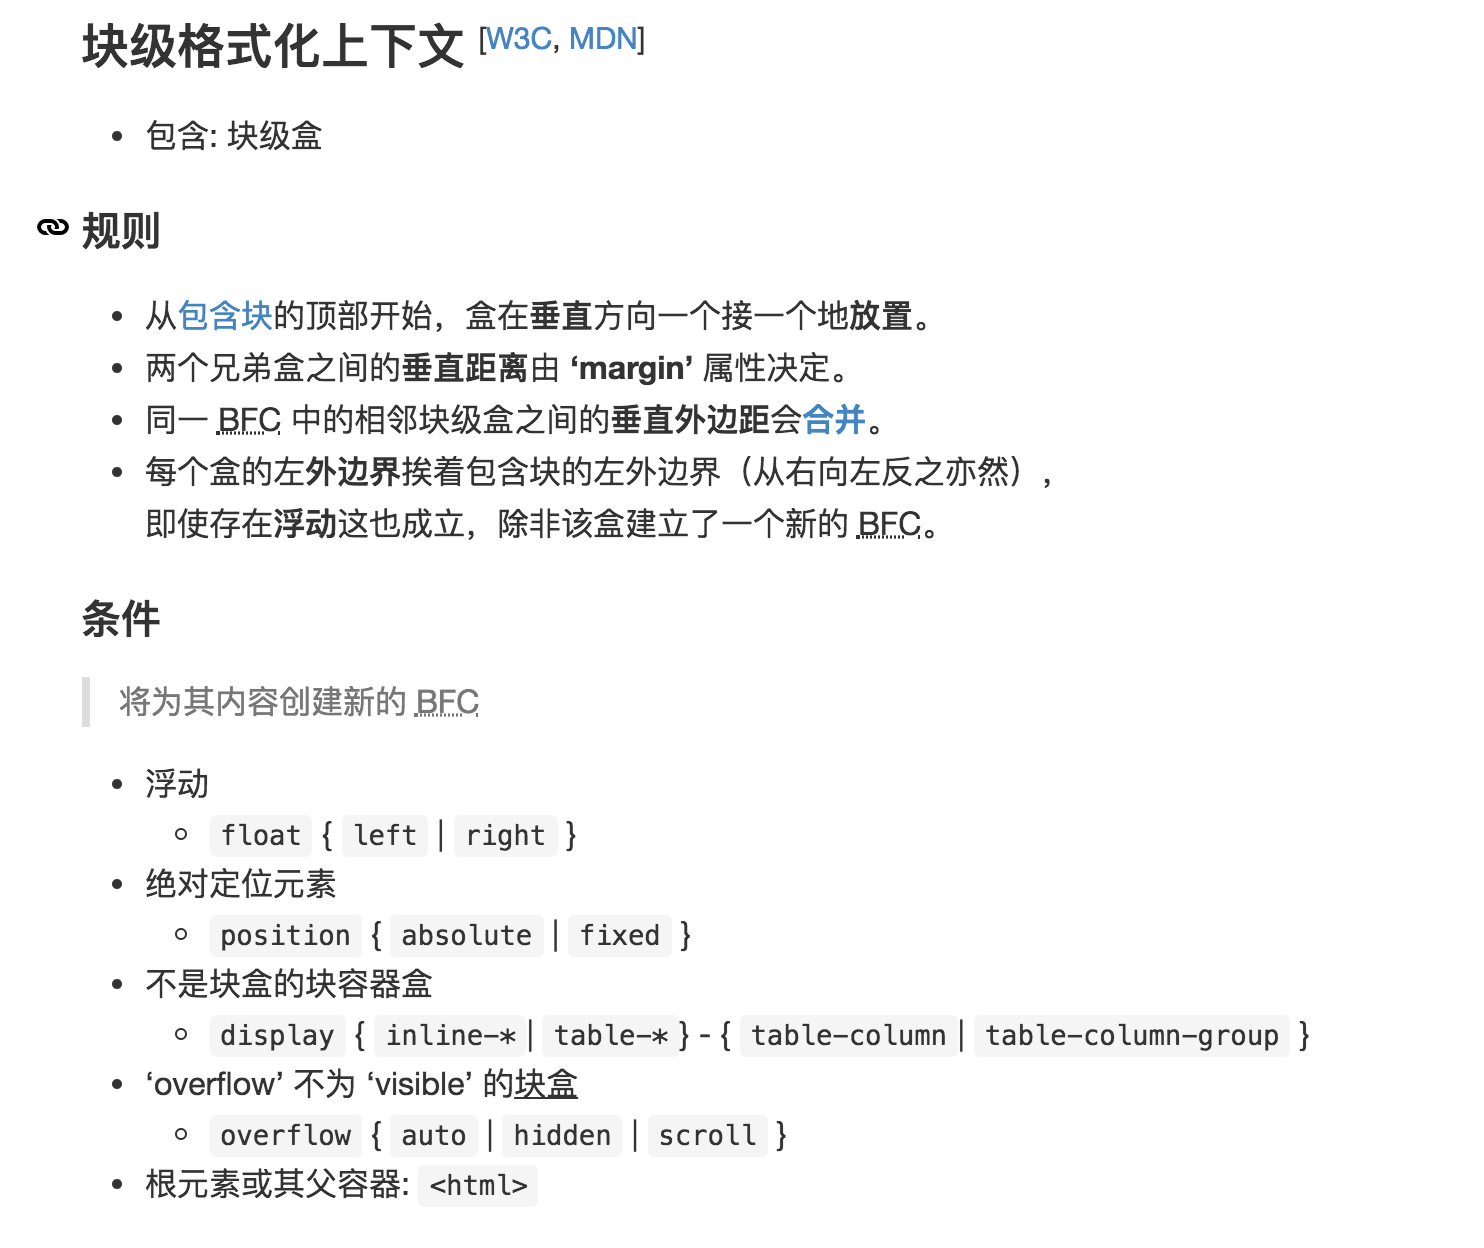 块级格式化上下文 [W3C, MDN]
包含: 块级盒
规则
从包含块的顶部开始，盒在垂直方向一个接一个地放置。
两个兄弟盒之间的垂直距离由 ‘margin’ 属性决定。
同一 BFC 中的相邻块级盒之间的垂直外边距会合并。
每个盒的左外边界挨着包含块的左外边界（从右向左反之亦然），
即使存在浮动这也成立，除非该盒建立了一个新的 BFC。
条件
将为其内容创建新的 BFC
浮动
float { left | right }
绝对定位元素
position { absolute | fixed }
不是块盒的块容器盒
display { inline-* | table-* } - { table-column | table-column-group }
‘overflow’ 不为 ‘visible’ 的块盒
overflow { auto | hidden | scroll }
根元素或其父容器: <html>